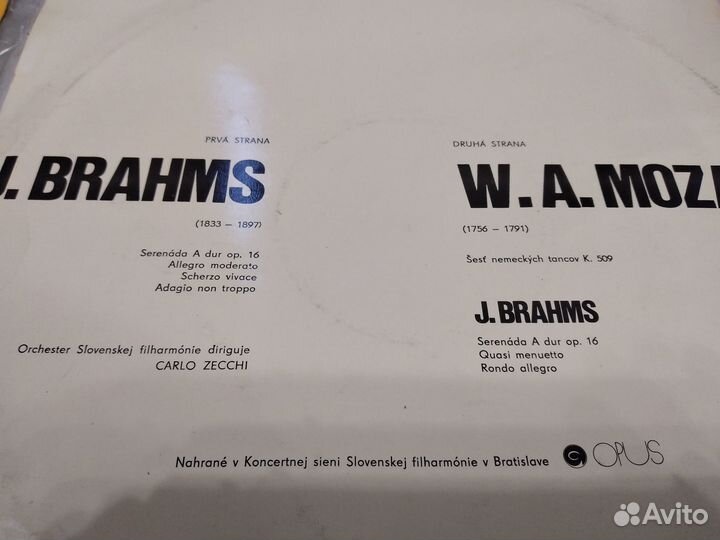 PRVÁ STRANA
J. BRAHMS
(1833 – 1897)
Serenáda A dur op. 16
Allegro moderato
Scherzo vivace
Adagio non troppo
Orchester Slovenskej filharmónie diriguje
CARLO ZECCHI
DRUHÁ STRANA
W. A. MOZ
(1756 – 1791)
Šesť nemeckých tancov K. 509
J. BRAHMS
Serenáda A dur op. 16
Quasi menuetto
Rondo allegro
Nahrané v Koncertnej sieni Slovenskej filharmónie v Bratislave
OPUS
Avito